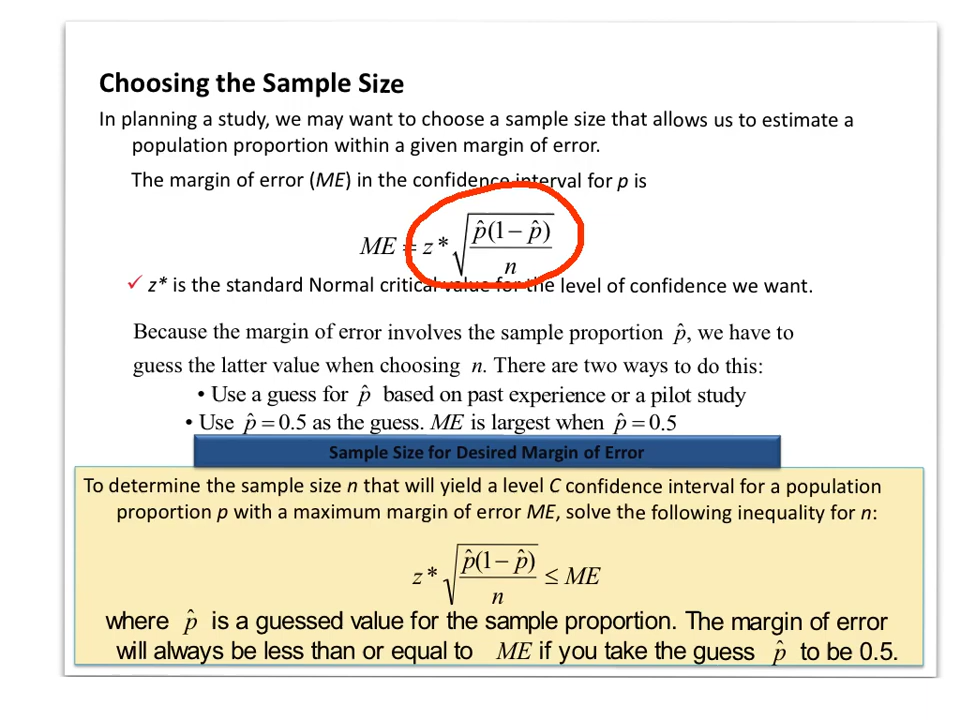 Choosing the Sample Size
In planning a study, we may want to choose a sample size that allows us to estimate a
population proportion within a given margin of error.
The margin of error (ME) in the confidence interval for p is
ME = z * √(p̂(1 − p̂) / n)
✓ z* is the standard Normal critical value for the level of confidence we want.
Because the margin of error involves the sample proportion p̂, we have to
guess the latter value when choosing n. There are two ways to do this:
• Use a guess for p̂ based on past experience or a pilot study
• Use p̂ = 0.5 as the guess. ME is largest when p̂ = 0.5
Sample Size for Desired Margin of Error
To determine the sample size n that will yield a level C confidence interval for a population
proportion p with a maximum margin of error ME, solve the following inequality for n:
z * √(p̂(1 − p̂) / n) ≤ ME
where p̂ is a guessed value for the sample proportion. The margin of error
will always be less than or equal to ME if you take the guess p̂ to be 0.5.